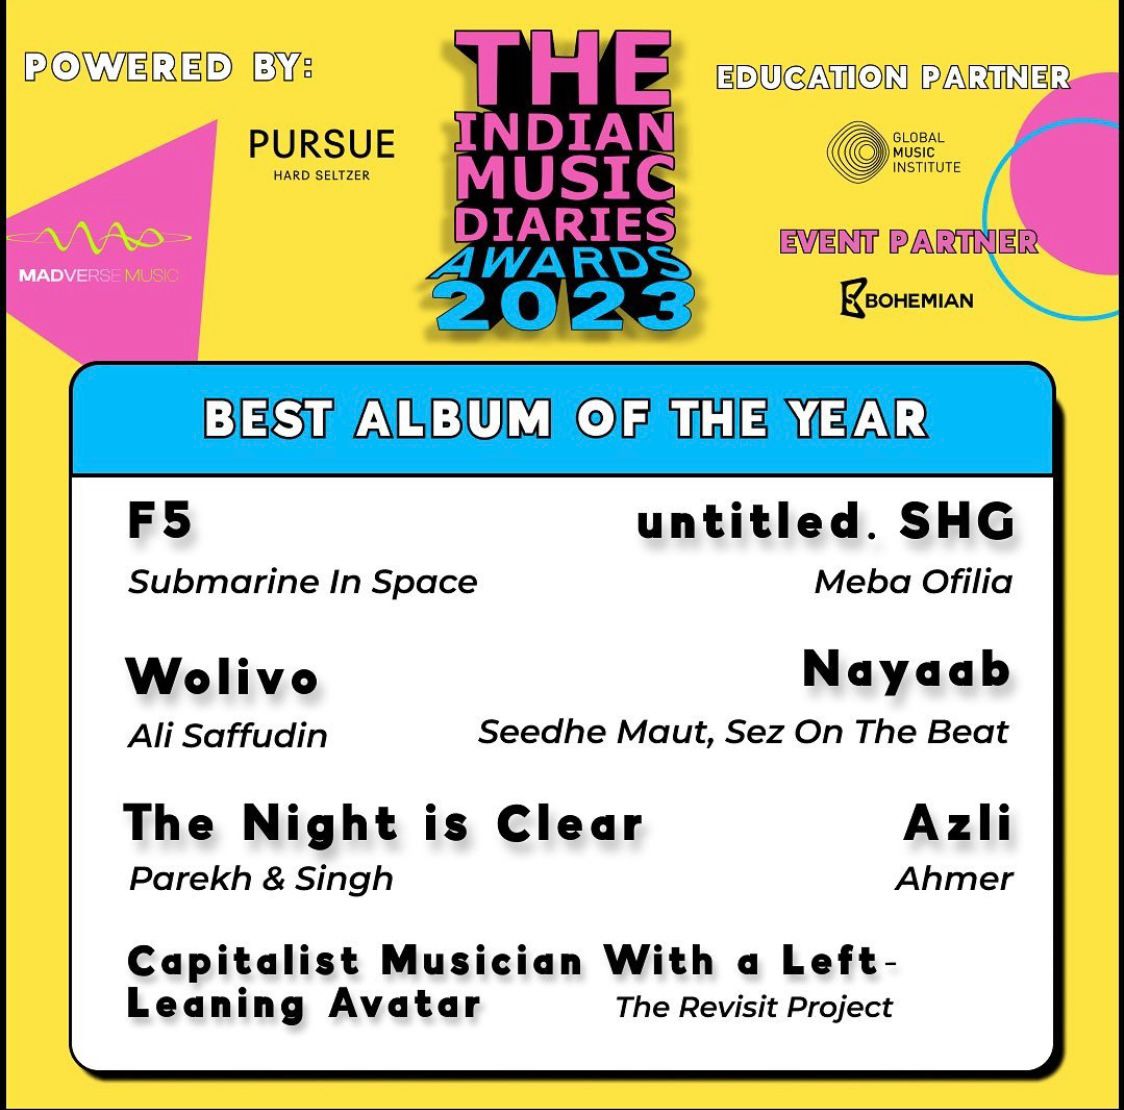 POWERED BY:
PURSUE
HARD SELTZER
MADVERSE MUSIC
THE
INDIAN
MUSIC
DIARIES
AWARDS
2023
EDUCATION PARTNER
GLOBAL
MUSIC
INSTITUTE
EVENT PARTNER
BOHEMIAN
BEST ALBUM OF THE YEAR
F5
Submarine In Space
untitled. SHG
Meba Ofilia
Wolivo
Ali Saffudin
Nayaab
Seedhe Maut, Sez On The Beat
The Night is Clear
Parekh & Singh
Azli
Ahmer
Capitalist Musician With a Left-
Leaning Avatar
The Revisit Project